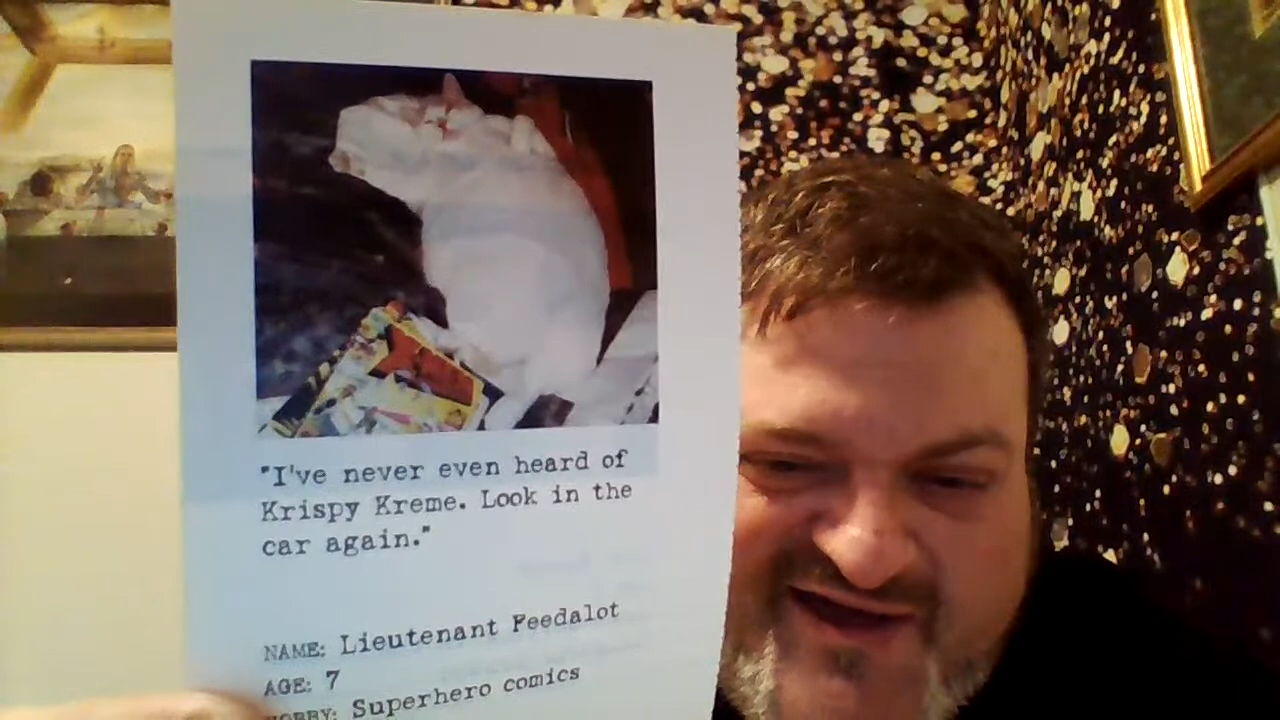 "I've never even heard of
Krispy Kreme. Look in the
car again."
NAME: Lieutenant Feedalot
AGE: 7
HOBBY: Superhero comics